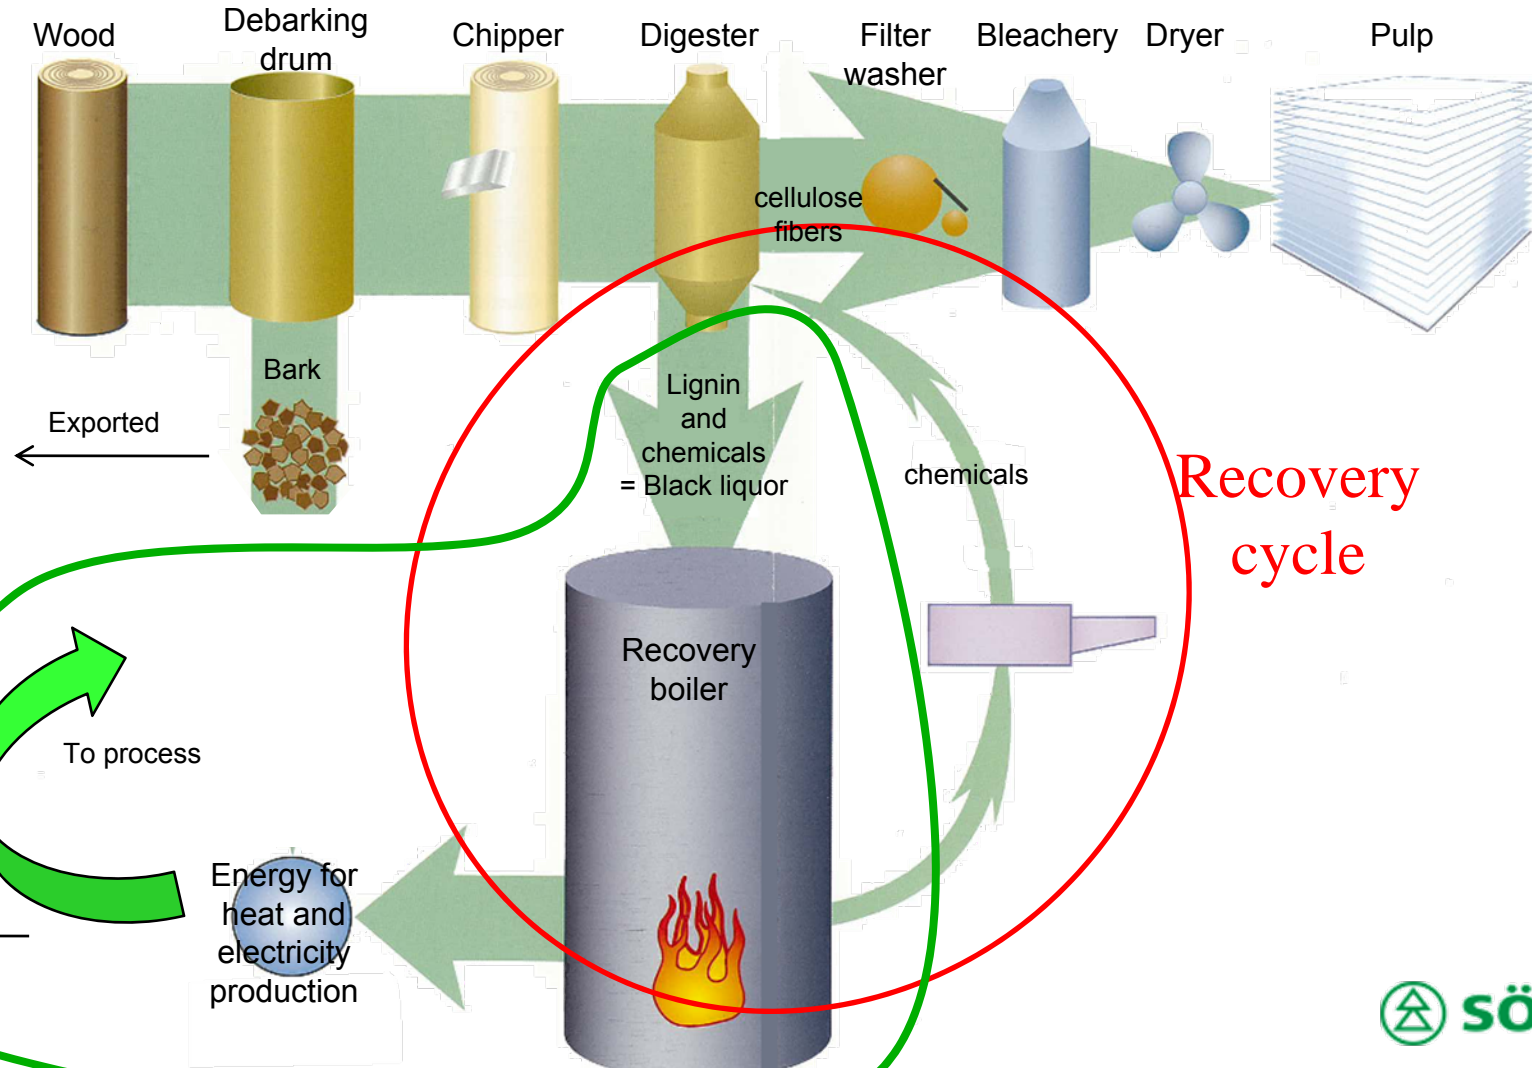 Wood
Debarking
drum
Chipper
Digester
Filter
washer
Bleachery
Dryer
Pulp
cellulose
fibers
Bark
Exported
Lignin
and
chemicals
= Black liquor
chemicals
Recovery
cycle
Recovery
boiler
To process
Energy for
heat and
electricity
production
SÖ